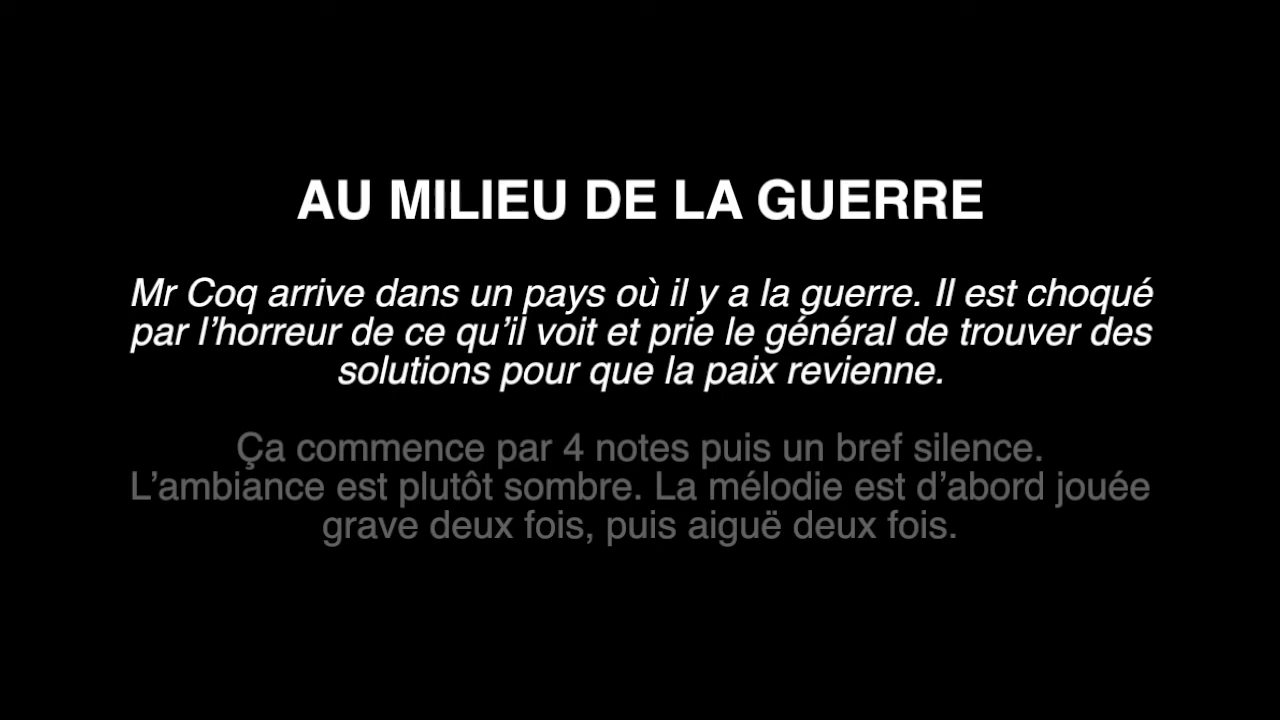 AU MILIEU DE LA GUERRE
Mr Coq arrive dans un pays où il y a la guerre. Il est choqué
par l’horreur de ce qu’il voit et prie le général de trouver des
solutions pour que la paix revienne.
Ça commence par 4 notes puis un bref silence.
L’ambiance est plutôt sombre. La mélodie est d’abord jouée
grave deux fois, puis aiguë deux fois.